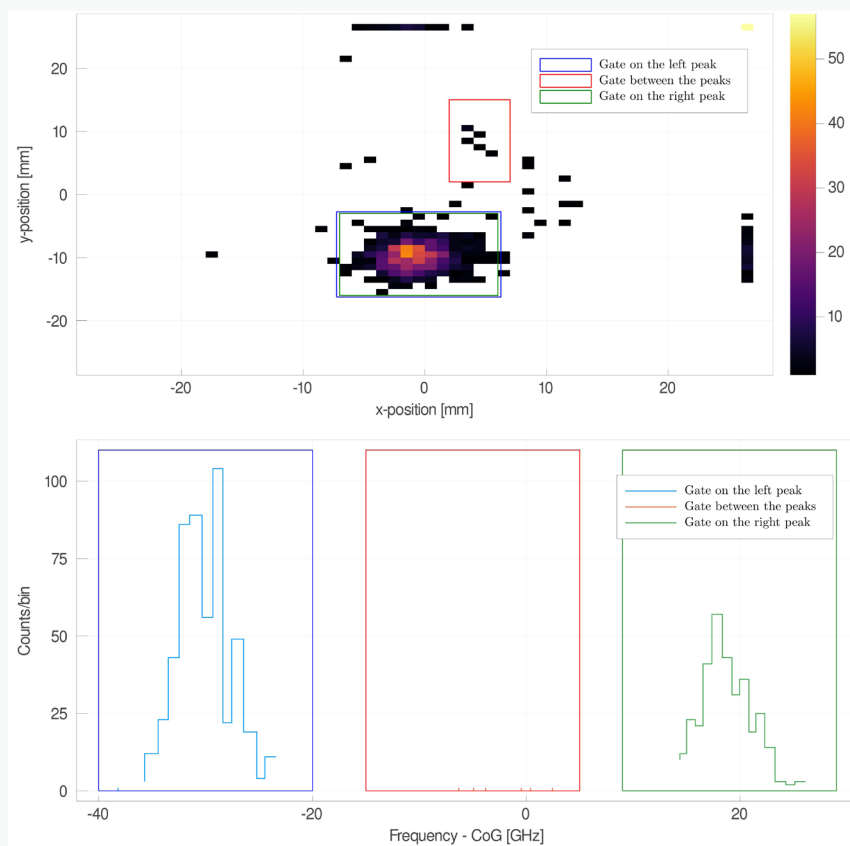 Gate on the left peak
Gate between the peaks
Gate on the right peak
y-position [mm]
20
10
0
-10
-20
-20
-10
0
10
20
x-position [mm]
50
40
30
20
10
Gate on the left peak
Gate between the peaks
Gate on the right peak
Counts/bin
100
75
50
25
0
-40
-20
0
20
Frequency - CoG [GHz]